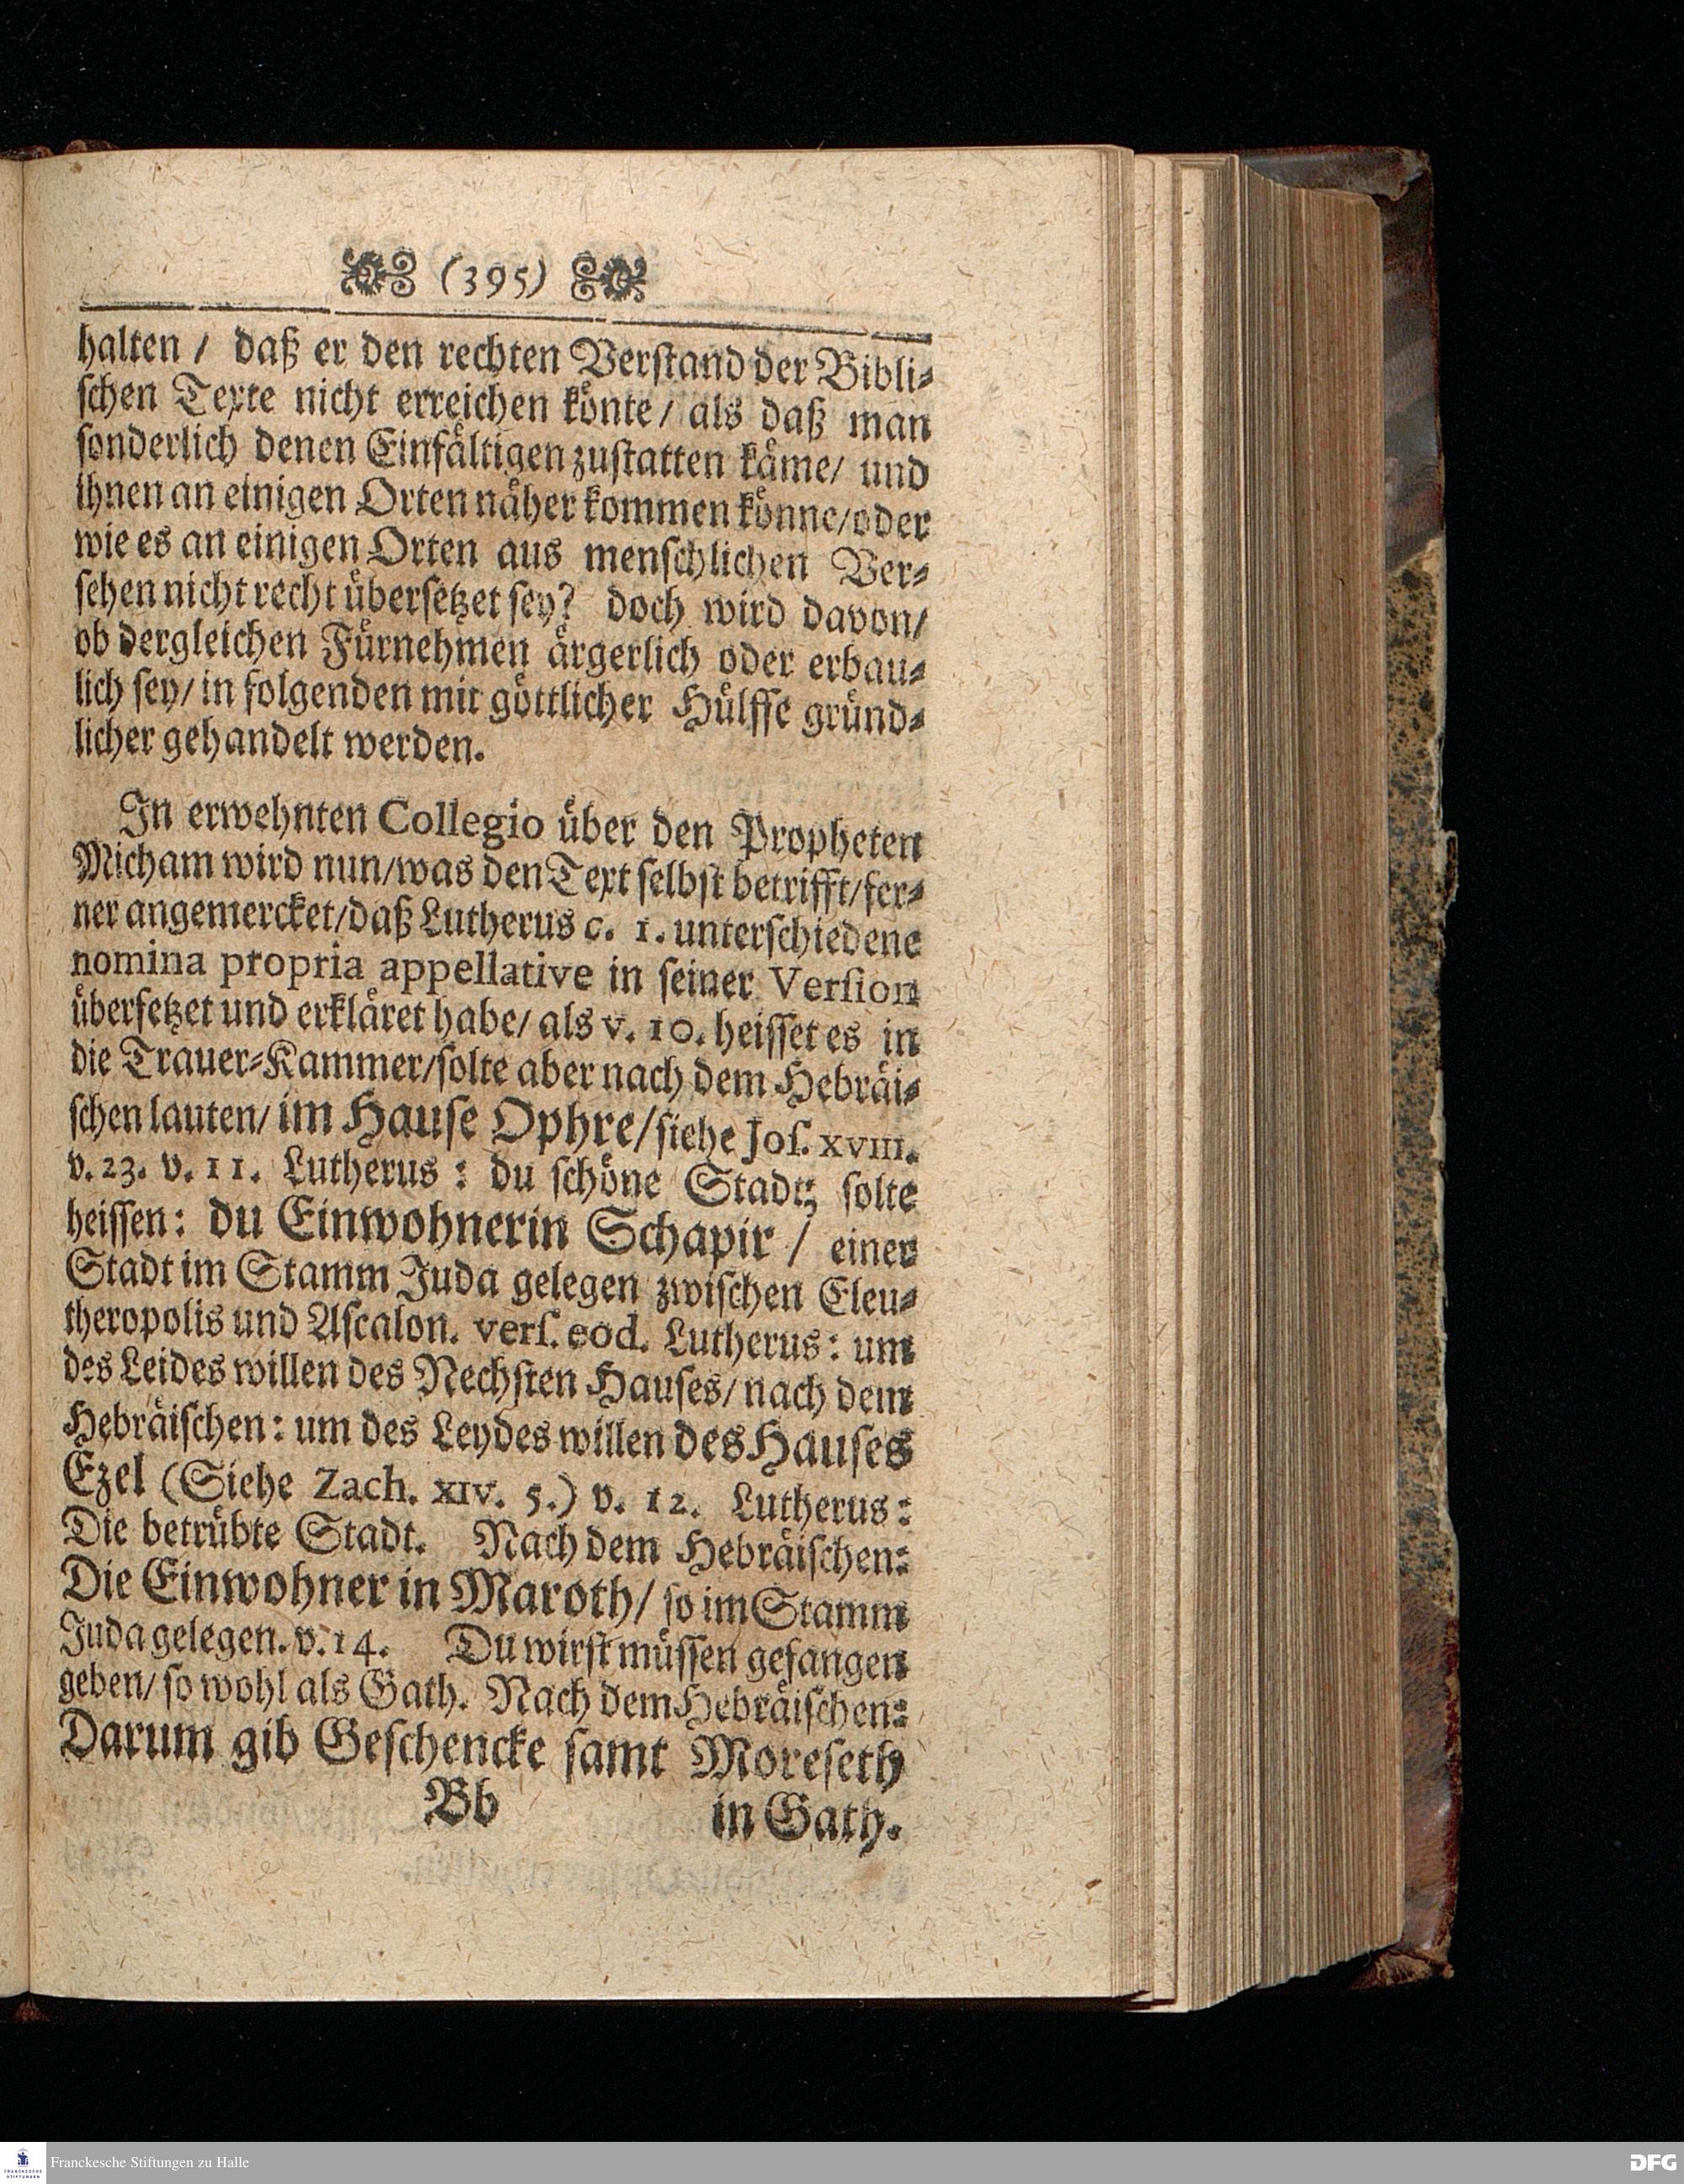 (395)
halten / daß er den rechten Verstand der Bibli-
schen Texte nicht erreichen könte / als daß man
sonderlich denen Einfältigen zustatten käme / und
ihnen an einigen Orten näher kommen könne / oder
wie es an einigen Orten aus menschlichen Ver-
sehen nicht recht übersetzet sey? doch wird davon /
ob dergleichen Fürnehmen ärgerlich oder erbau-
lich sey / in folgenden mit göttlicher Hülffe gründ-
licher gehandelt werden.
In erwehnten Collegio über den Propheten
Micham wird nun / was den Text selbst betrifft / fer-
ner angemercket / daß Lutherus c. 1. unterschiedene
nomina propria appellative in seiner Version
übersetzet und erkläret habe / als v. 10. heisset es in
die Trauer-Kammer / solte aber nach dem Hebräi-
schen lauten / im Hause Ophre / siehe Jos. XVIII.
v. 23. v. 11. Lutherus: du schöne Stadt; solte
heissen: du Einwohnerin Schapir / einer
Stadt im Stamm Juda gelegen zwischen Eleu-
theropolis und Ascalon. vers. eod. Lutherus: um
des Leides willen des Nechsten Hauses / nach dem
Hebräischen: um des Leydes willen des Hauses
Ezel (Siehe Zach. XIV. 5.) v. 12. Lutherus:
Die betrübte Stadt. Nach dem Hebräischen:
Die Einwohner in Maroth / so im Stamm
Juda gelegen. v. 14. Du wirst müssen gefangen
geben / so wohl als Gath. Nach dem Hebräischen:
Darum gib Geschencke samt Moreseth
Bb in Gath.
FRANCKESCHE STIFTUNGEN
Franckesche Stiftungen zu Halle
DFG